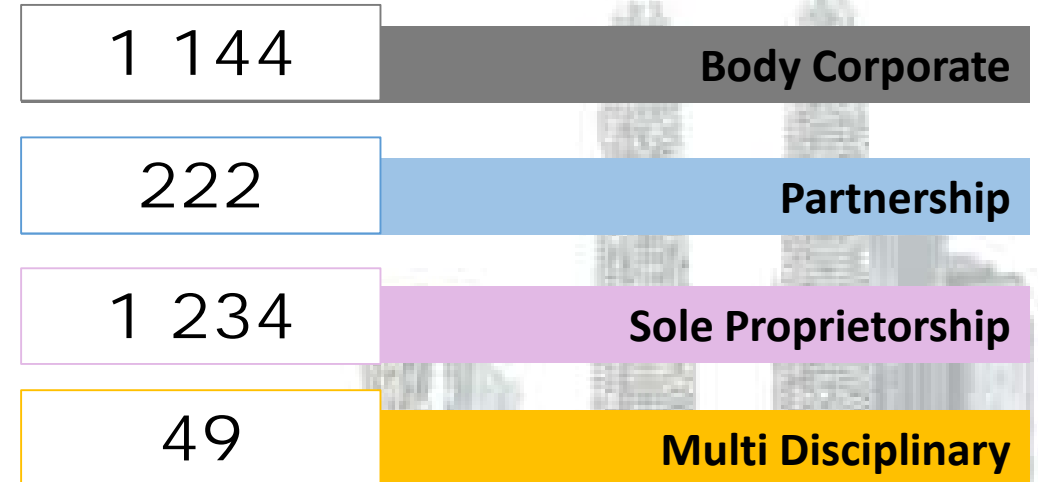 1 144
Body Corporate
222
Partnership
1 234
Sole Proprietorship
49
Multi Disciplinary